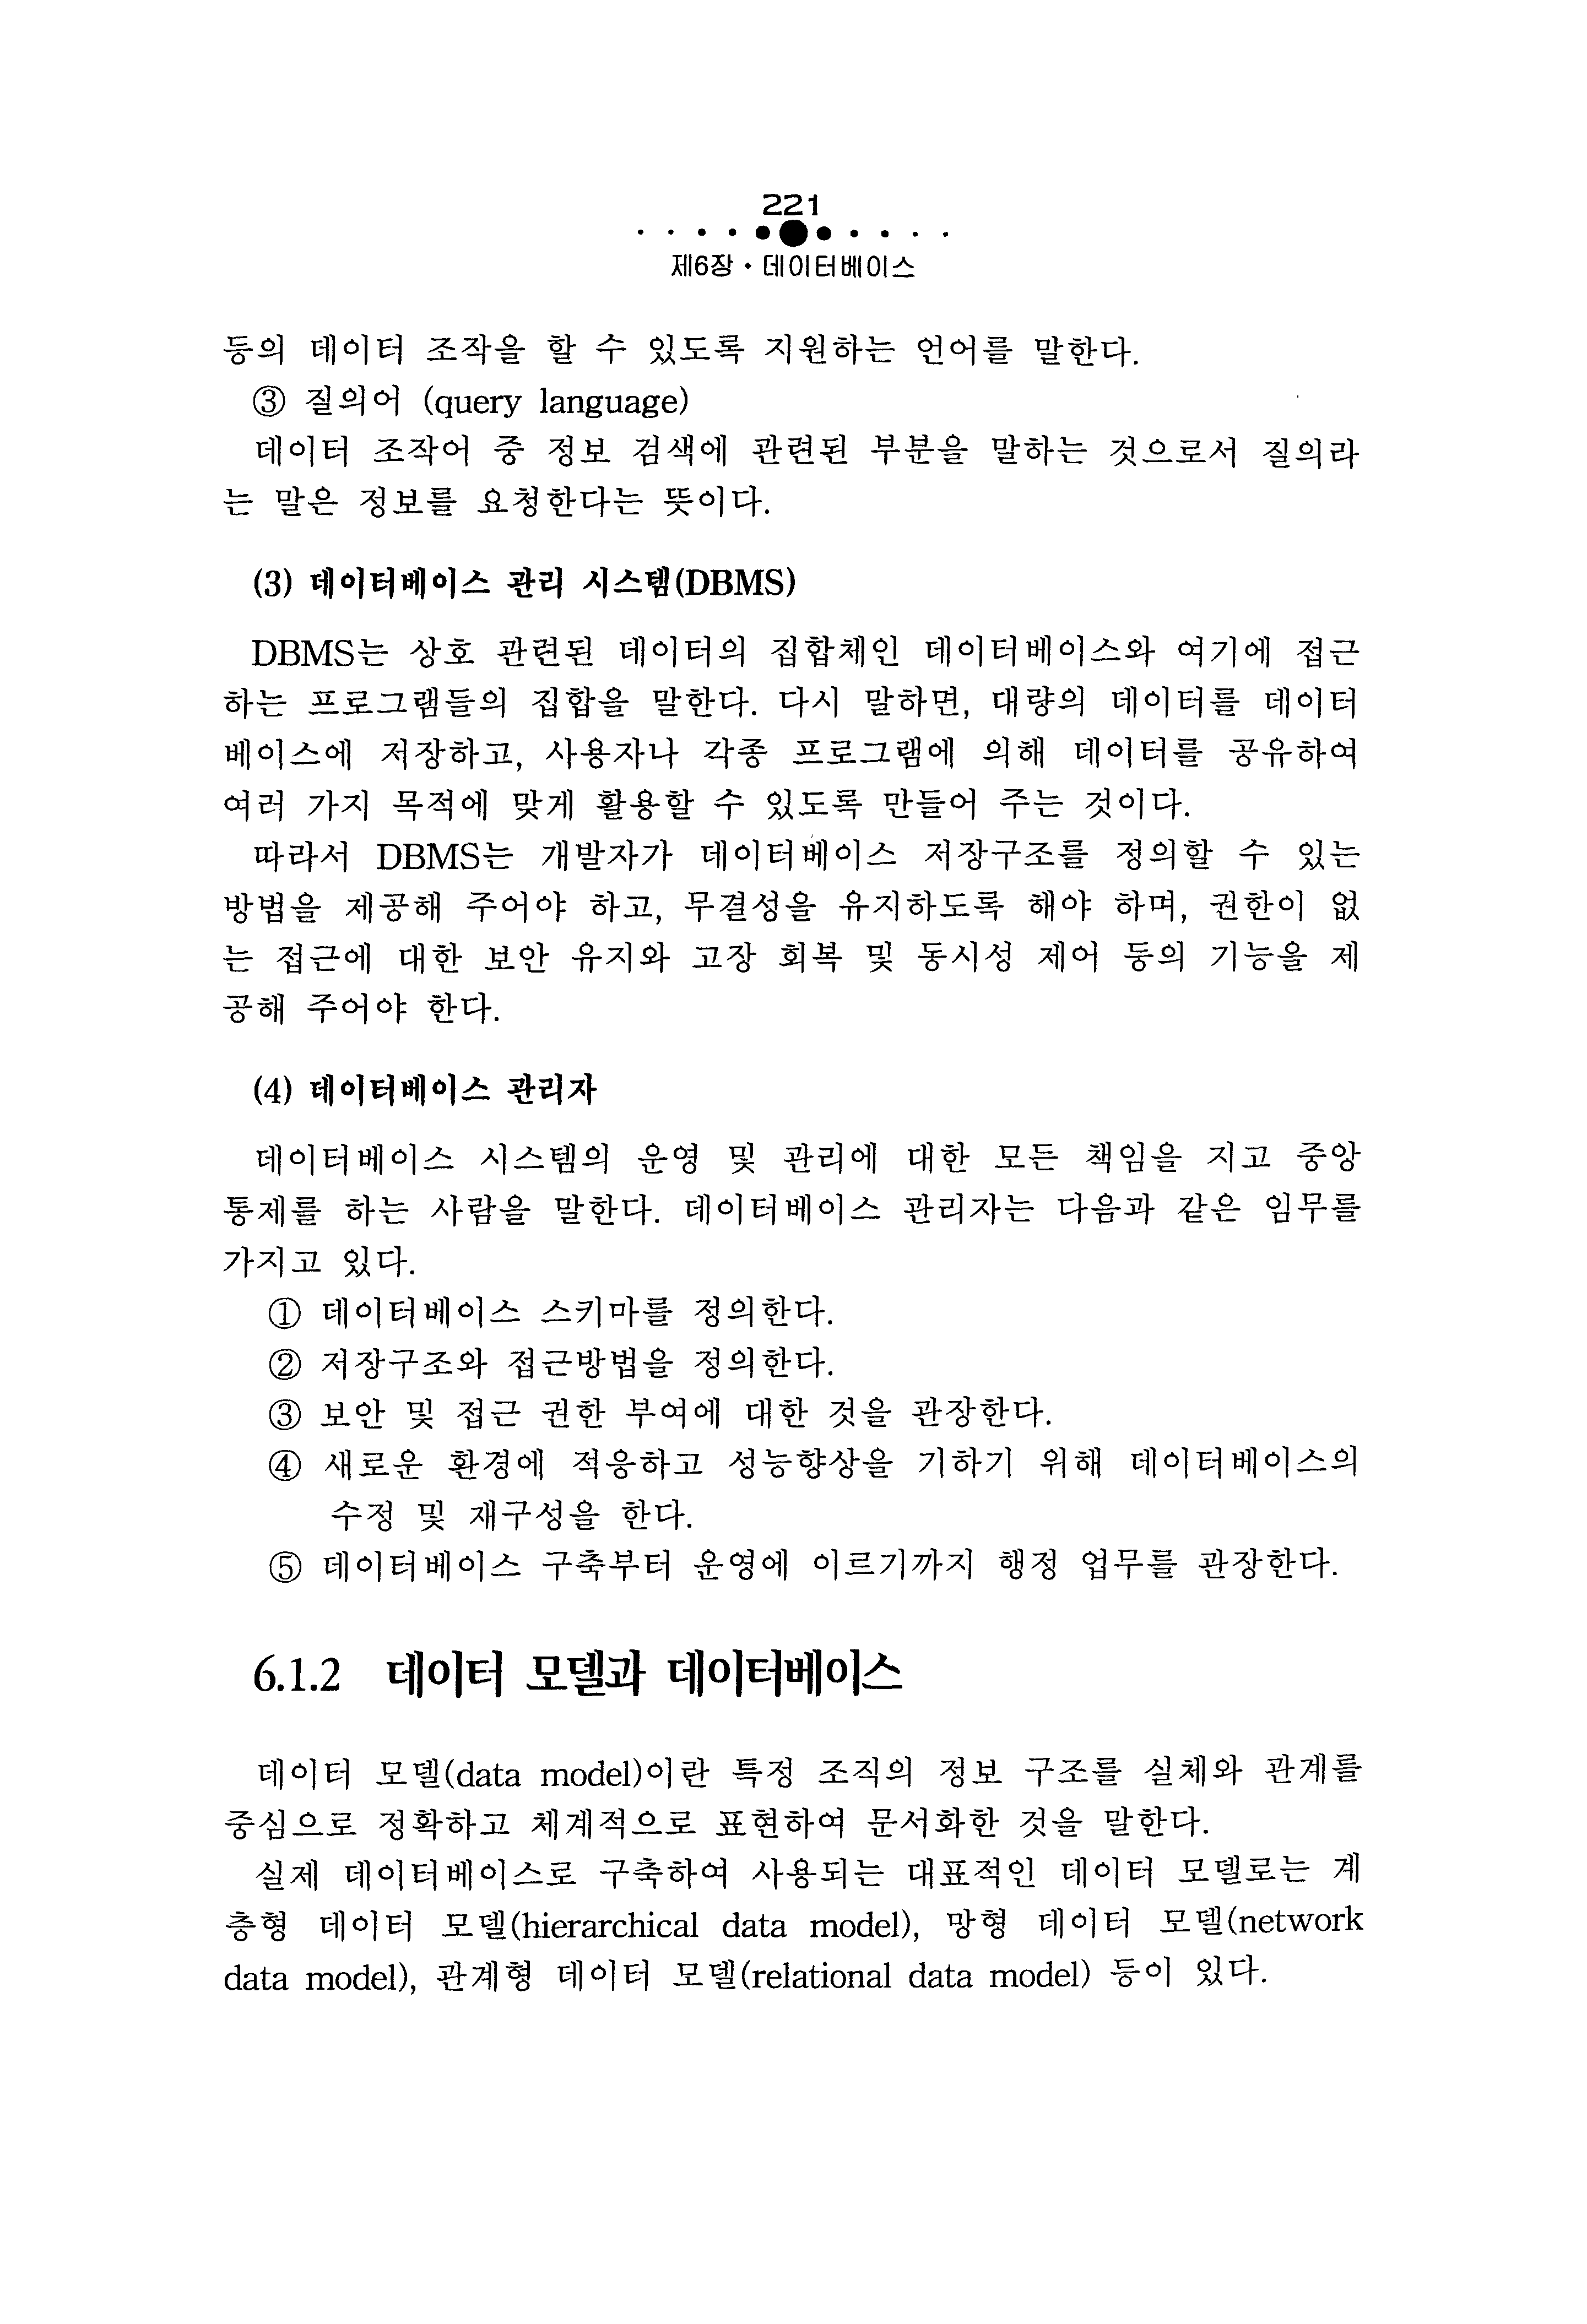 221
제6장 • 데이터베이스
등의 데이터 조작을 할 수 있도록 지원하는 언어를 말한다.
③ 질의어 (query language)
데이터 조작어 중 정보 검색에 관련된 부분을 말하는 것으로서 질의라
는 말은 정보를 요청한다는 뜻이다.
(3) 데이터베이스 관리 시스템(DBMS)
DBMS는 상호 관련된 데이터의 집합체인 데이터베이스와 여기에 접근
하는 프로그램들의 집합을 말한다. 다시 말하면, 대량의 데이터를 데이터
베이스에 저장하고, 사용자나 각종 프로그램에 의해 데이터를 공유하여
여러 가지 목적에 맞게 활용할 수 있도록 만들어 주는 것이다.
따라서 DBMS는 개발자가 데이터베이스 저장구조를 정의할 수 있는
방법을 제공해 주어야 하고, 무결성을 유지하도록 해야 하며, 권한이 없
는 접근에 대한 보안 유지와 고장 회복 및 동시성 제어 등의 기능을 제
공해 주어야 한다.
(4) 데이터베이스 관리자
데이터베이스 시스템의 운영 및 관리에 대한 모든 책임을 지고 중앙
통제를 하는 사람을 말한다. 데이터베이스 관리자는 다음과 같은 임무를
가지고 있다.
① 데이터베이스 스키마를 정의한다.
② 저장구조와 접근방법을 정의한다.
③ 보안 및 접근 권한 부여에 대한 것을 관장한다.
④ 새로운 환경에 적응하고 성능향상을 기하기 위해 데이터베이스의
수정 및 재구성을 한다.
⑤ 데이터베이스 구축부터 운영에 이르기까지 행정 업무를 관장한다.
6.1.2 데이터 모델과 데이터베이스
데이터 모델(data model)이란 특정 조직의 정보 구조를 실체와 관계를
중심으로 정확하고 체계적으로 표현하여 문서화한 것을 말한다.
실제 데이터베이스로 구축하여 사용되는 대표적인 데이터 모델로는 계
층형 데이터 모델(hierarchical data model), 망형 데이터 모델(network
data model), 관계형 데이터 모델(relational data model) 등이 있다.